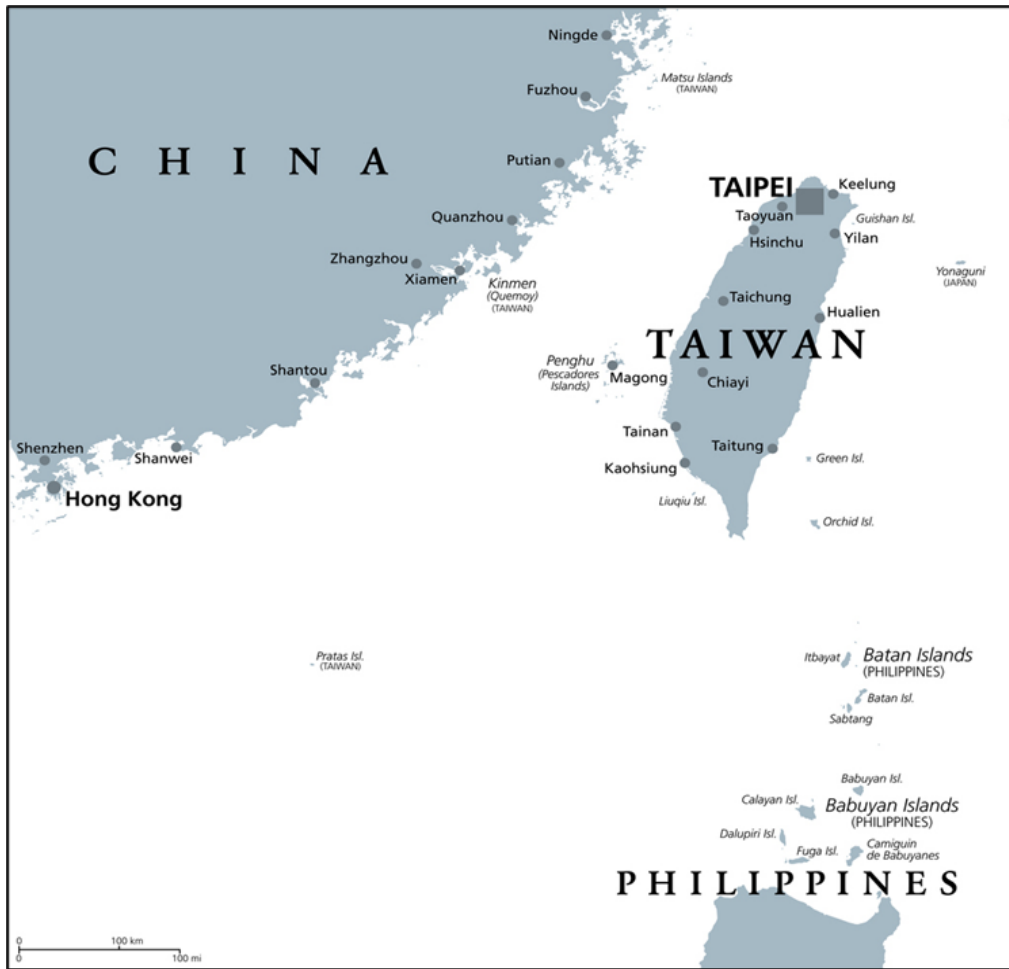 Ningde
Matsu Islands
(TAIWAN)
Fuzhou
C H I N A
Putian
TAIPEI
Keelung
Taoyuan
Quanzhou
Guishan Isl.
Hsinchu
Yilan
Zhangzhou
Xiamen
Kinmen
(Quemoy)
(TAIWAN)
Yonaguni
(JAPAN)
Taichung
Hualien
TAIWAN
Shantou
Penghu
(Pescadores
Islands)
Magong
Chiayi
Tainan
Taitung
Shenzhen
Shanwei
Green Isl.
Kaohsiung
Hong Kong
Liuqiu Isl.
Orchid Isl.
Pratas Isl.
(TAIWAN)
Itbayat
Batan Islands
(PHILIPPINES)
Batan Isl.
Sabtang
Babuyan Isl.
Calayan Isl.
Babuyan Islands
(PHILIPPINES)
Dalupiri Isl.
Fuga Isl.
Camiguin
de Babuyanes
PHILIPPINES
0 100 km
0 100 mi